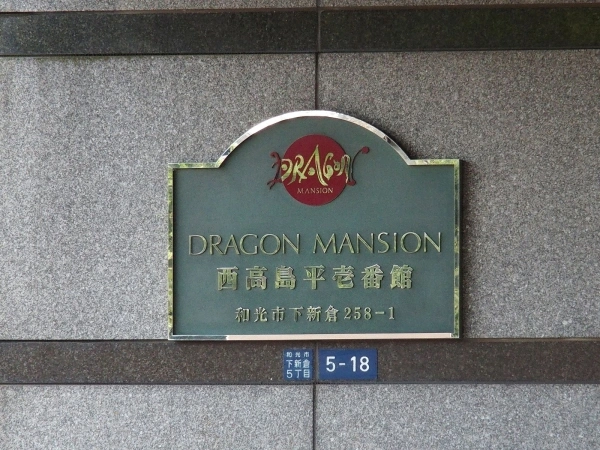 DRAGON
MANSION
DRAGON MANSION
西高島平壱番館
和光市下新倉258-1
和光市
下新倉
5丁目
5-18